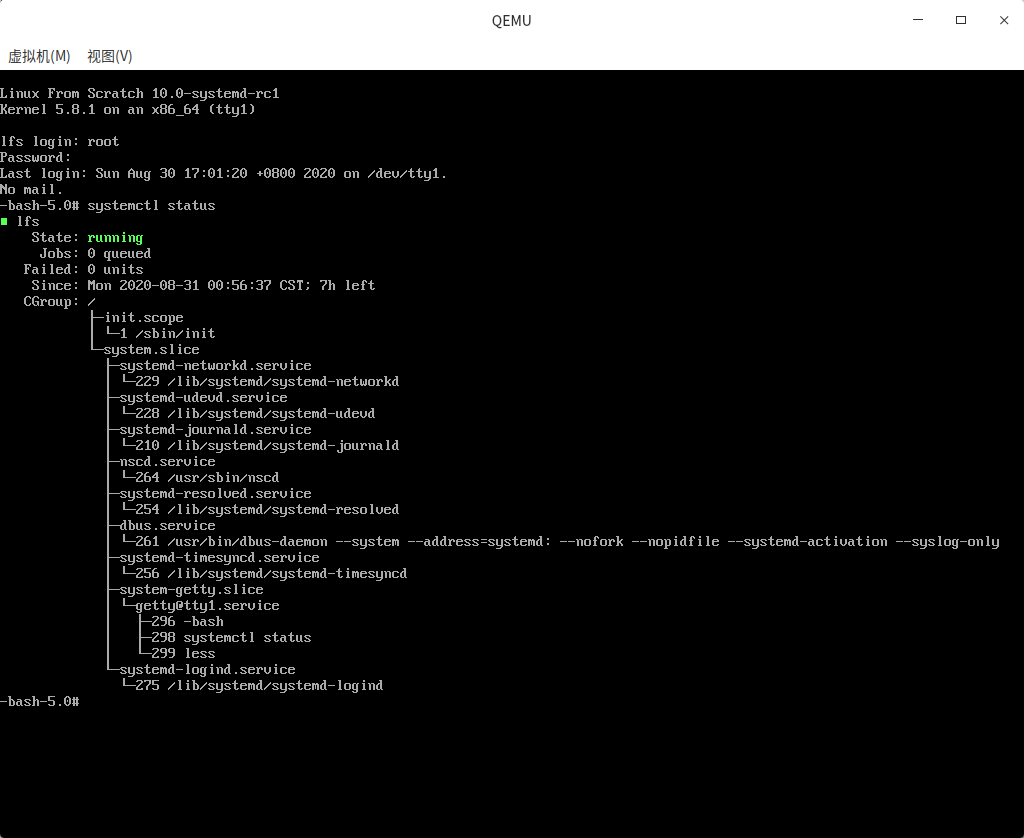 QEMU
虚拟机(M) 视图(V)
Linux From Scratch 10.0-systemd-rc1
Kernel 5.8.1 on an x86_64 (tty1)
lfs login: root
Password:
Last login: Sun Aug 30 17:01:20 +0800 2020 on /dev/tty1.
No mail.
-bash-5.0# systemctl status
■ lfs
    State: running
     Jobs: 0 queued
   Failed: 0 units
    Since: Mon 2020-08-31 00:56:37 CST; 7h left
   CGroup: /
           ├─init.scope
           │ └─1 /sbin/init
           └─system.slice
             ├─systemd-networkd.service
             │ └─229 /lib/systemd/systemd-networkd
             ├─systemd-udevd.service
             │ └─228 /lib/systemd/systemd-udevd
             ├─systemd-journald.service
             │ └─210 /lib/systemd/systemd-journald
             ├─nscd.service
             │ └─264 /usr/sbin/nscd
             ├─systemd-resolved.service
             │ └─254 /lib/systemd/systemd-resolved
             ├─dbus.service
             │ └─261 /usr/bin/dbus-daemon --system --address=systemd: --nofork --nopidfile --systemd-activation --syslog-only
             ├─systemd-timesyncd.service
             │ └─256 /lib/systemd/systemd-timesyncd
             ├─system-getty.slice
             │ └─getty@tty1.service
             │   ├─296 -bash
             │   ├─298 systemctl status
             │   └─299 less
             └─systemd-logind.service
               └─275 /lib/systemd/systemd-logind
-bash-5.0#